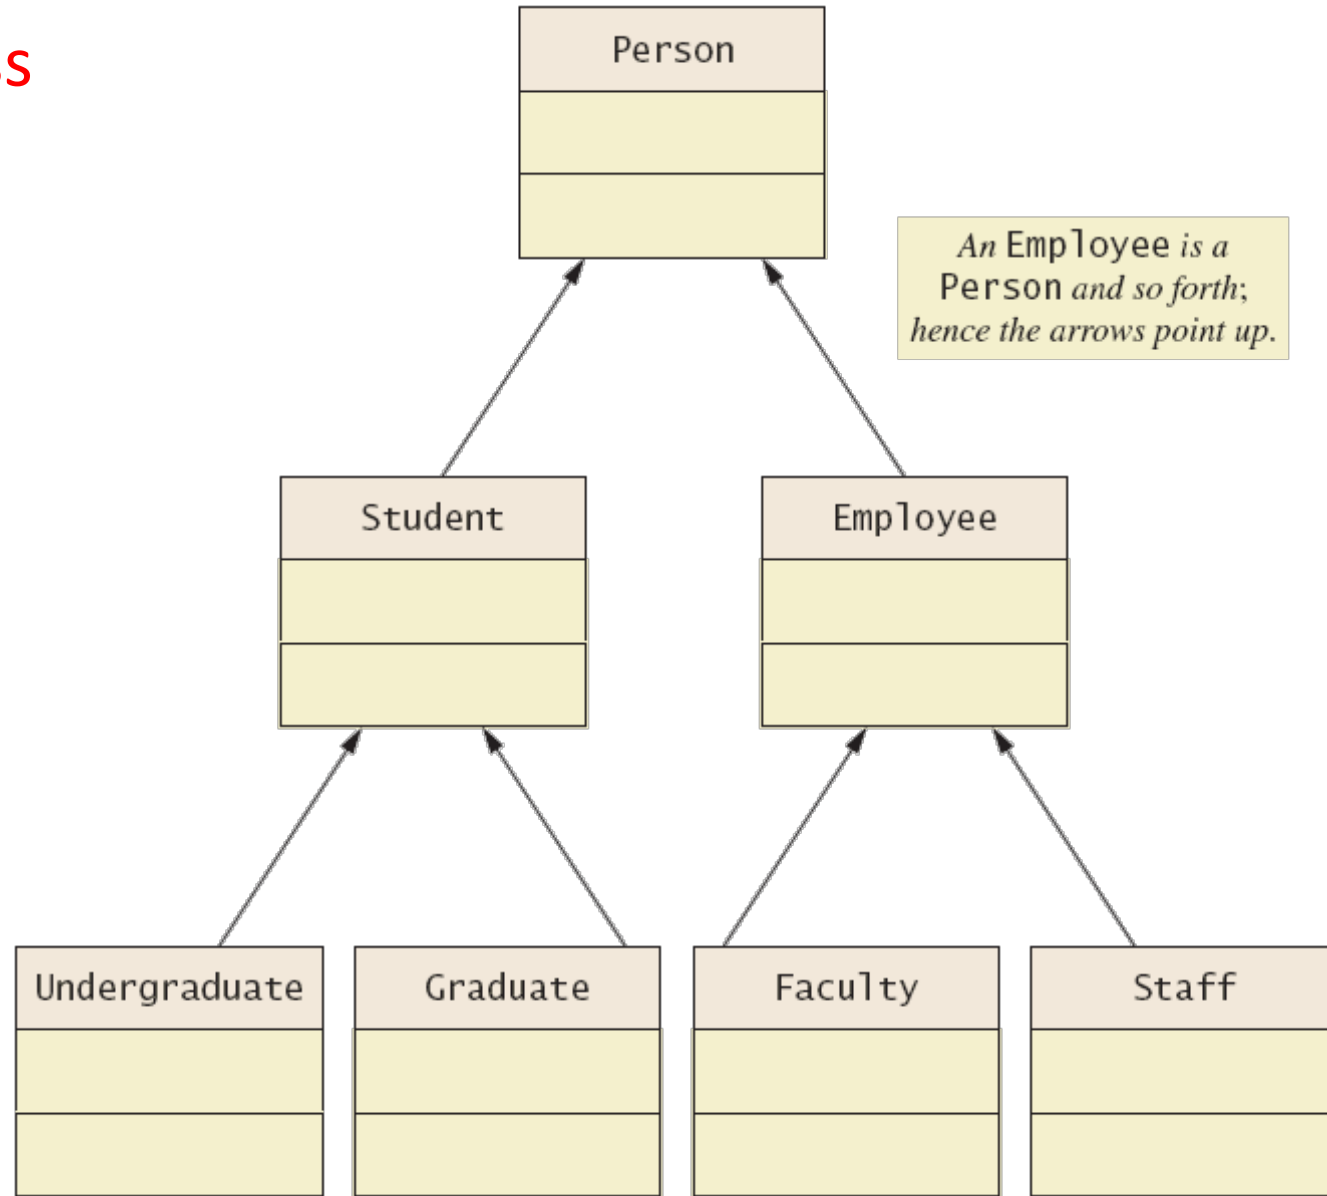 s
Person
An Employee is a
Person and so forth;
hence the arrows point up.
Student
Employee
Undergraduate
Graduate
Faculty
Staff